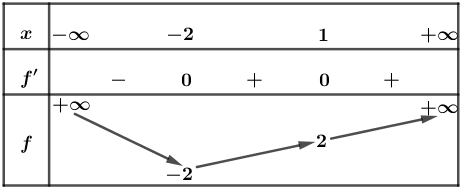 x −∞ −2 1 +∞
f′ − 0 + 0 +
+∞ +∞
f 2
−2